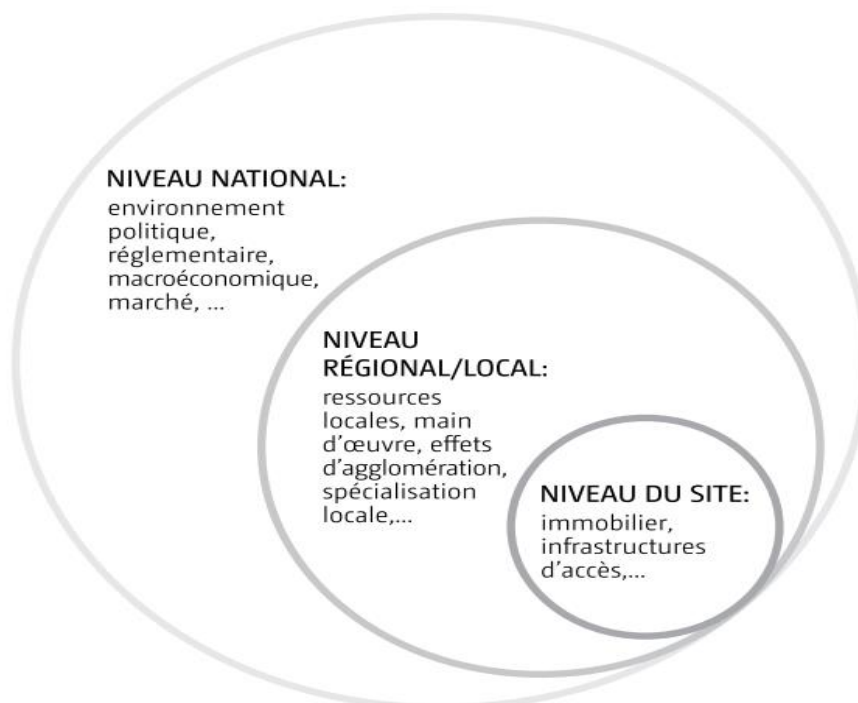 NIVEAU NATIONAL:
environnement
politique,
réglementaire,
macroéconomique,
marché, ...
NIVEAU
RÉGIONAL/LOCAL:
ressources
locales, main
d'œuvre, effets
d'agglomération,
spécialisation
locale,...
NIVEAU DU SITE:
immobilier,
infrastructures
d'accès,...